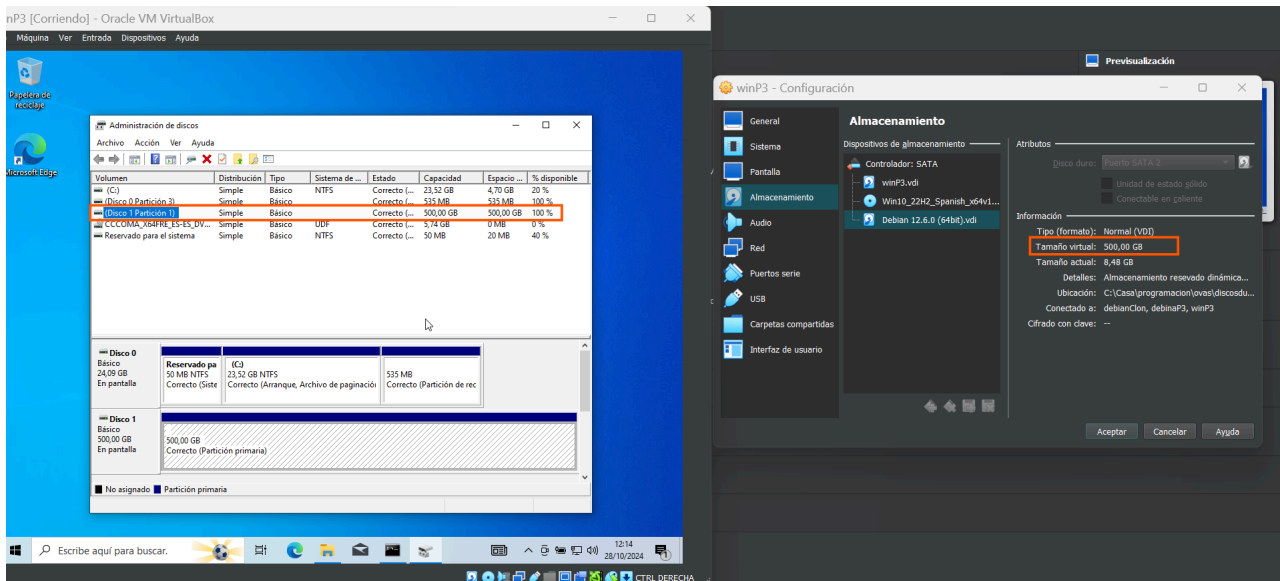 nP3 [Corriendo] - Oracle VM VirtualBox
Máquina Ver Entrada Dispositivos Ayuda
Papelera de
reciclaje
Microsoft Edge
Administración de discos
Archivo Acción Ver Ayuda
Volumen Distribución Tipo Sistema de ... Estado Capacidad Espacio ... % disponible
(C:) Simple Básico NTFS Correcto (... 23,52 GB 4,70 GB 20 %
(Disco 0 Partición 3) Simple Básico Correcto (... 535 MB 535 MB 100 %
(Disco 1 Partición 1) Simple Básico Correcto (... 500,00 GB 500,00 GB 100 %
CCCOMA_X64FRE_ES-ES_DV... Simple Básico UDF Correcto (... 5,74 GB 0 MB 0 %
Reservado para el sistema Simple Básico NTFS Correcto (... 50 MB 20 MB 40 %
Disco 0
Básico
24,09 GB
En pantalla
Reservado pa
50 MB NTFS
Correcto (Siste
(C:)
23,52 GB NTFS
Correcto (Arranque, Archivo de paginació
535 MB
Correcto (Partición de rec
Disco 1
Básico
500,00 GB
En pantalla
500,00 GB
Correcto (Partición primaria)
No asignado Partición primaria
Escribe aquí para buscar.
12:14
28/10/2024
CTRL DERECHA
Previsualización
winP3 - Configuración
General
Sistema
Pantalla
Almacenamiento
Audio
Red
Puertos serie
USB
Carpetas compartidas
Interfaz de usuario
Almacenamiento
Dispositivos de almacenamiento
Controlador: SATA
winP3.vdi
Win10_22H2_Spanish_x64v1...
Debian 12.6.0 (64bit).vdi
Atributos
Disco duro: Puerto SATA 2
Unidad de estado sólido
Conectable en caliente
Información
Tipo (formato): Normal (VDI)
Tamaño virtual: 500,00 GB
Tamaño actual: 8,48 GB
Detalles: Almacenamiento resevado dinámica...
Ubicación: C:\Casa\programacion\ovas\discosdu...
Conectado a: debianClon, debinaP3, winP3
Cifrado con clave: --
Aceptar Cancelar Ayuda